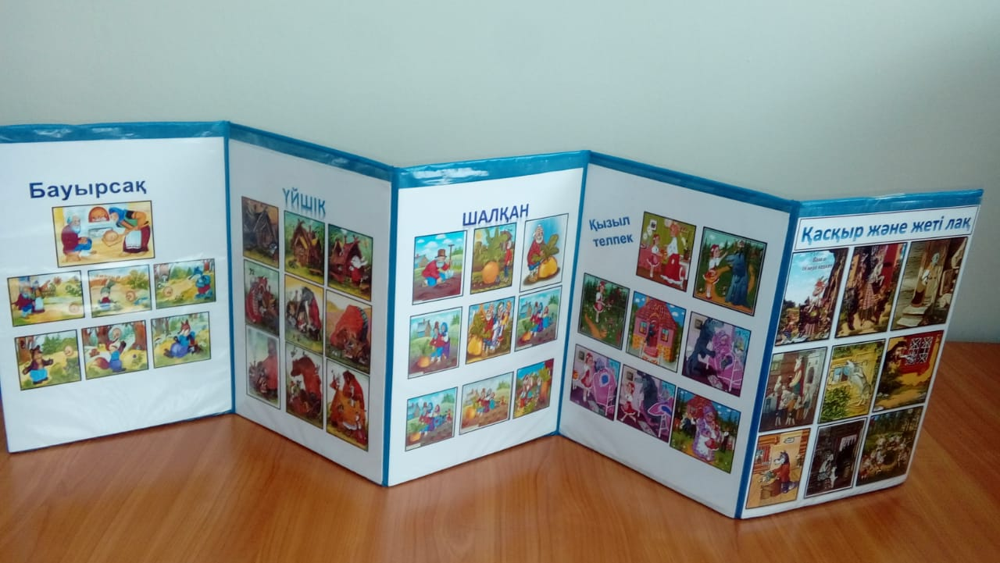 Бауырсақ
ҮЙШІК
ШАЛҚАН
Қызыл
телпек
Қасқыр және жеті лақ